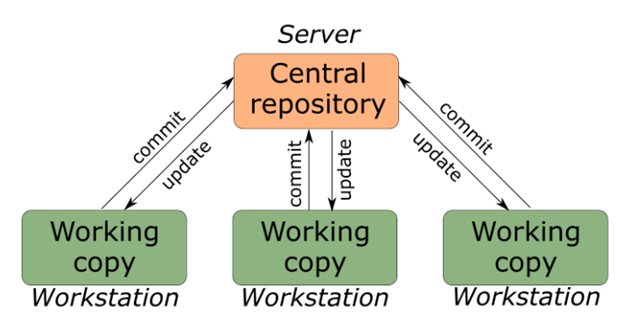 Server
Central
repository
commit
update
commit
update
commit
update
Working
copy
Workstation
Working
copy
Workstation
Working
copy
Workstation